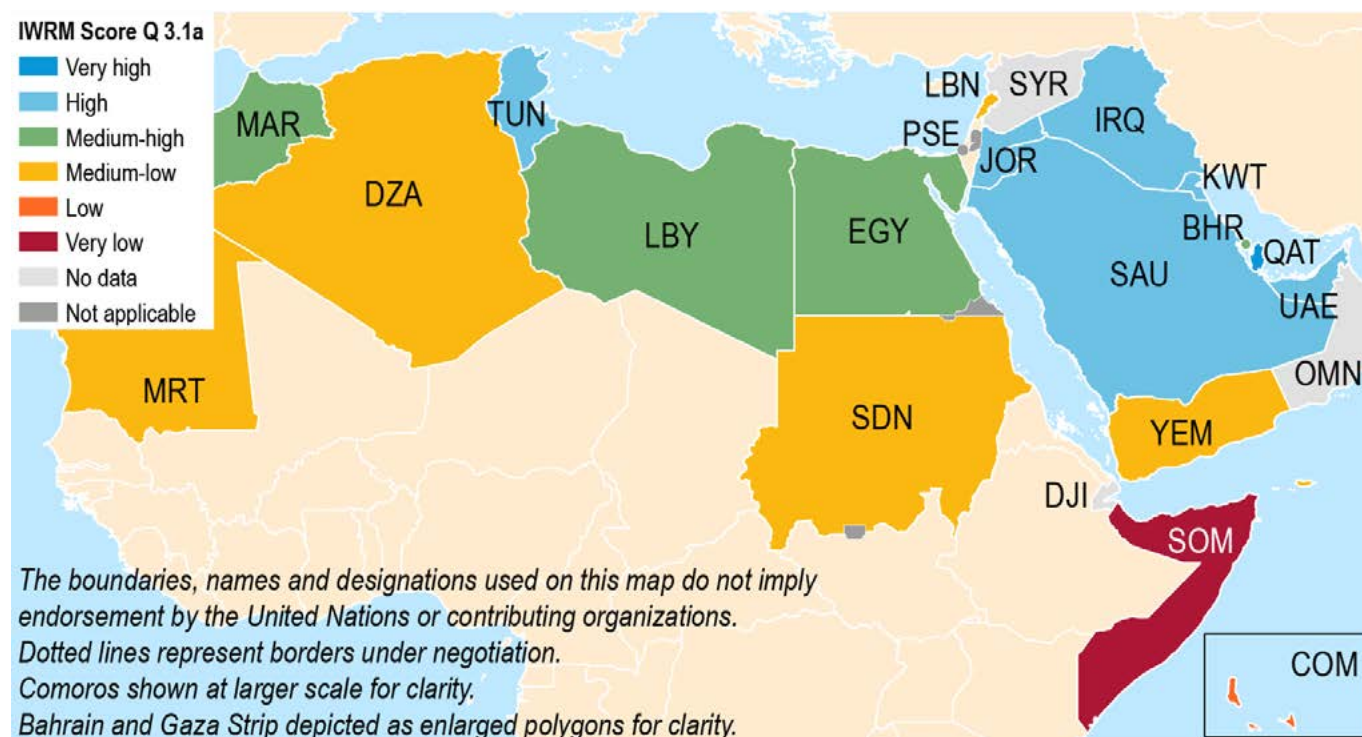 IWRM Score Q 3.1a
Very high
High
Medium-high
Medium-low
Low
Very low
No data
Not applicable
MAR
DZA
TUN
LBY
EGY
LBN
SYR
PSE
JOR
IRQ
KWT
BHR
QAT
SAU
UAE
OMN
MRT
SDN
YEM
DJI
SOM
COM
The boundaries, names and designations used on this map do not imply
endorsement by the United Nations or contributing organizations.
Dotted lines represent borders under negotiation.
Comoros shown at larger scale for clarity.
Bahrain and Gaza Strip depicted as enlarged polygons for clarity.